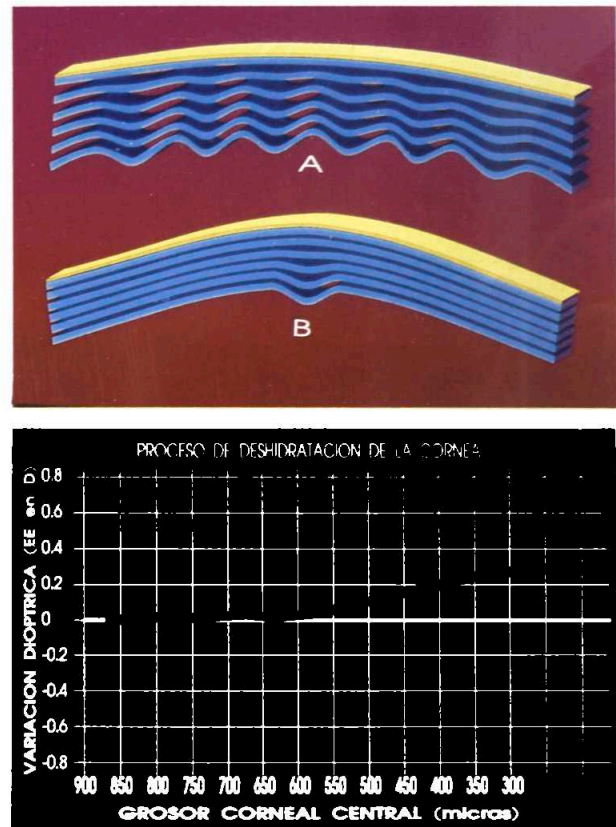 A
B
PROCESO DE DESHIDRATACION DE LA CORNEA
VARIACION DIOPTRICA (EE en D)
0.8
0.6
0.4
0.2
0
-0.2
-0.4
-0.6
-0.8
900 850 800 750 700 650 600 550 500 450 400 350 300
GROSOR CORNEAL CENTRAL (micras)